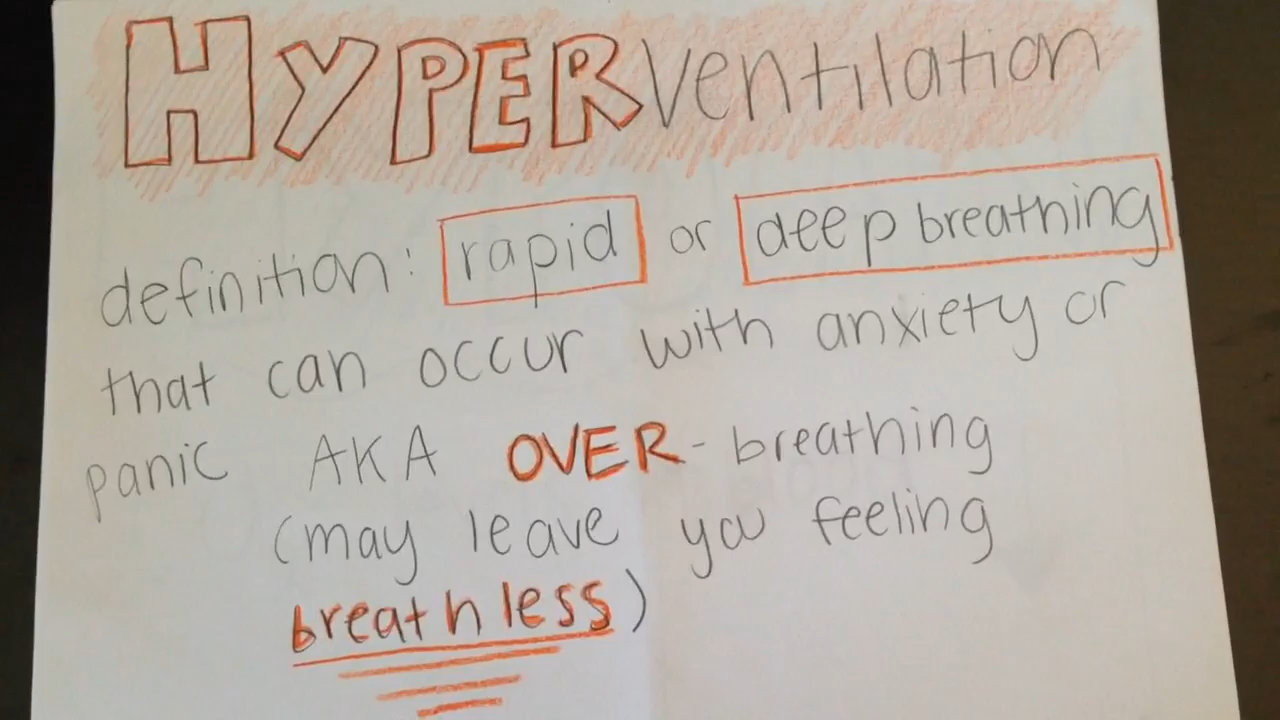 HYPERventilation
definition: rapid or deep breathing
that can occur with anxiety or
panic AKA OVER-breathing
(may leave you feeling
breathless)